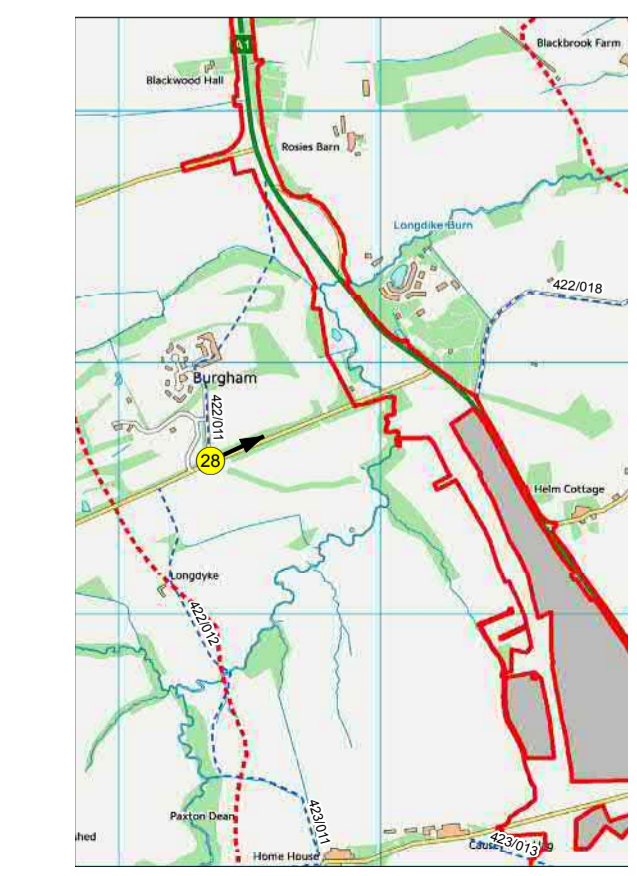 A1
Blackbrook Farm
Blackwood Hall
Rosies Barn
Longdike Burn
422/018
Burgham
422/011
28
Helm Cottage
Longdyke
422/012
Paxton Dean
423/011
hed
423/013
Home House